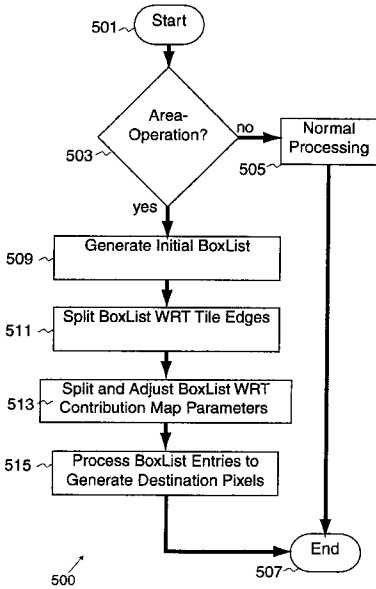 501
Start
Area-
Operation?
503
no
Normal
Processing
505
yes
Generate Initial BoxList
509
Split BoxList WRT Tile Edges
511
Split and Adjust BoxList WRT
Contribution Map Parameters
513
Process BoxList Entries to
Generate Destination Pixels
515
End
507
500